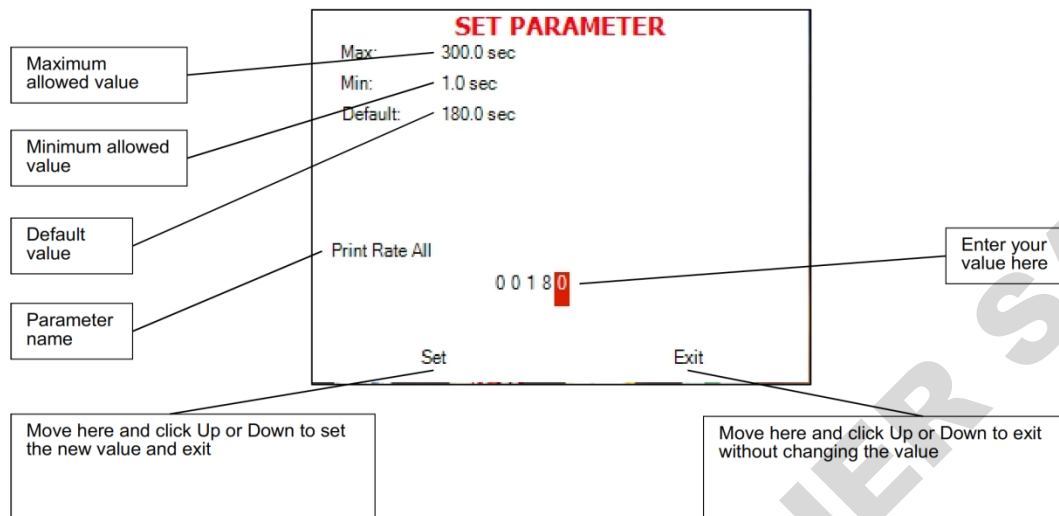 SET PARAMETER
Maximum
allowed value
Max: 300.0 sec
Min: 1.0 sec
Default: 180.0 sec
Minimum allowed
value
Default
value
Print Rate All
Enter your
value here
0 0 1 8 0
Parameter
name
Set Exit
Move here and click Up or Down to set
the new value and exit
Move here and click Up or Down to exit
without changing the value